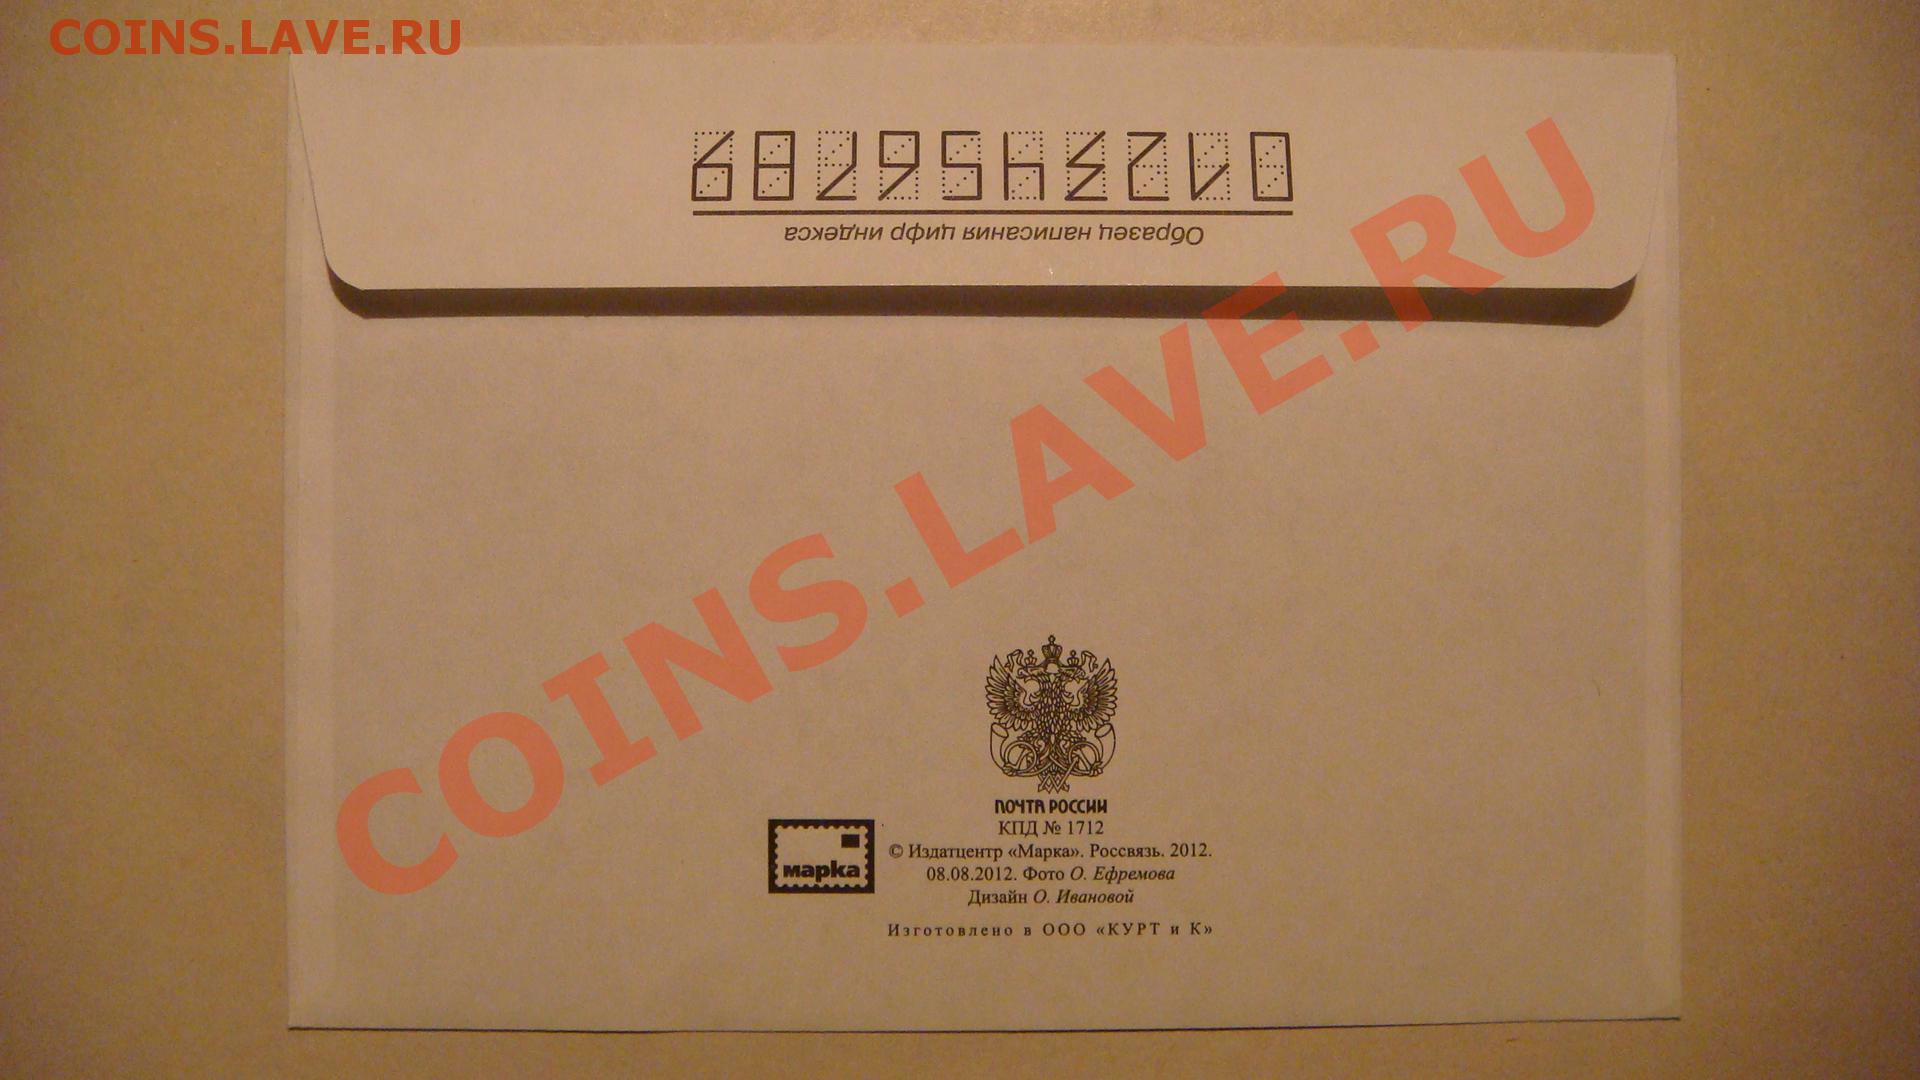 COINS.LAVE.RU
0123456789
Образец написания цифр индекса
COINS.LAVE.RU
ПОЧТА РОССИИ
КПД № 1712
марка
© Издатцентр «Марка». Россвязь. 2012.
08.08.2012. Фото О. Ефремова
Дизайн О. Ивановой
Изготовлено в ООО «КУРТ и К»